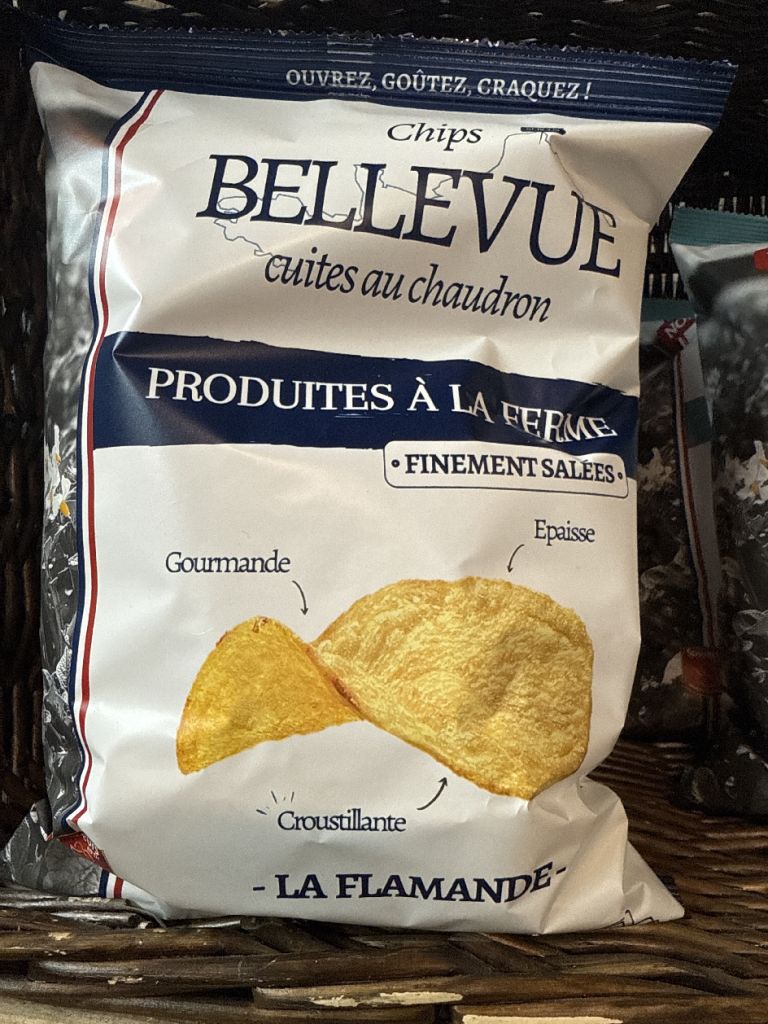 OUVREZ, GOÛTEZ, CRAQUEZ !
Chips
BELLEVUE
cuites au chaudron
PRODUITES À LA FERME
• FINEMENT SALÉES •
Epaisse
Gourmande
Croustillante
- LA FLAMANDE -